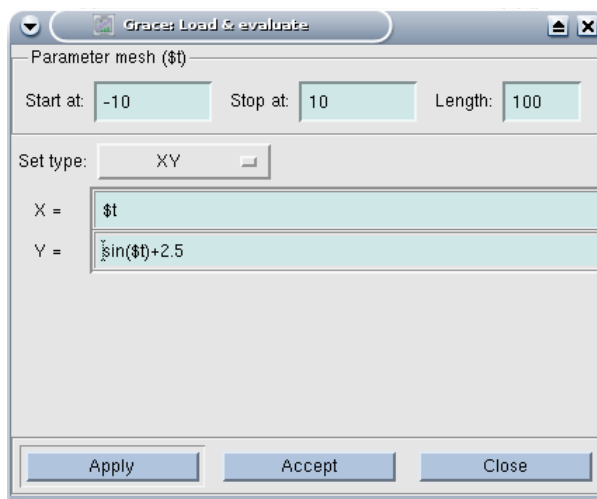 Grace: Load & evaluate
Parameter mesh ($t)
Start at: -10 Stop at: 10 Length: 100
Set type: XY
X = $t
Y = sin($t)+2.5
Apply Accept Close